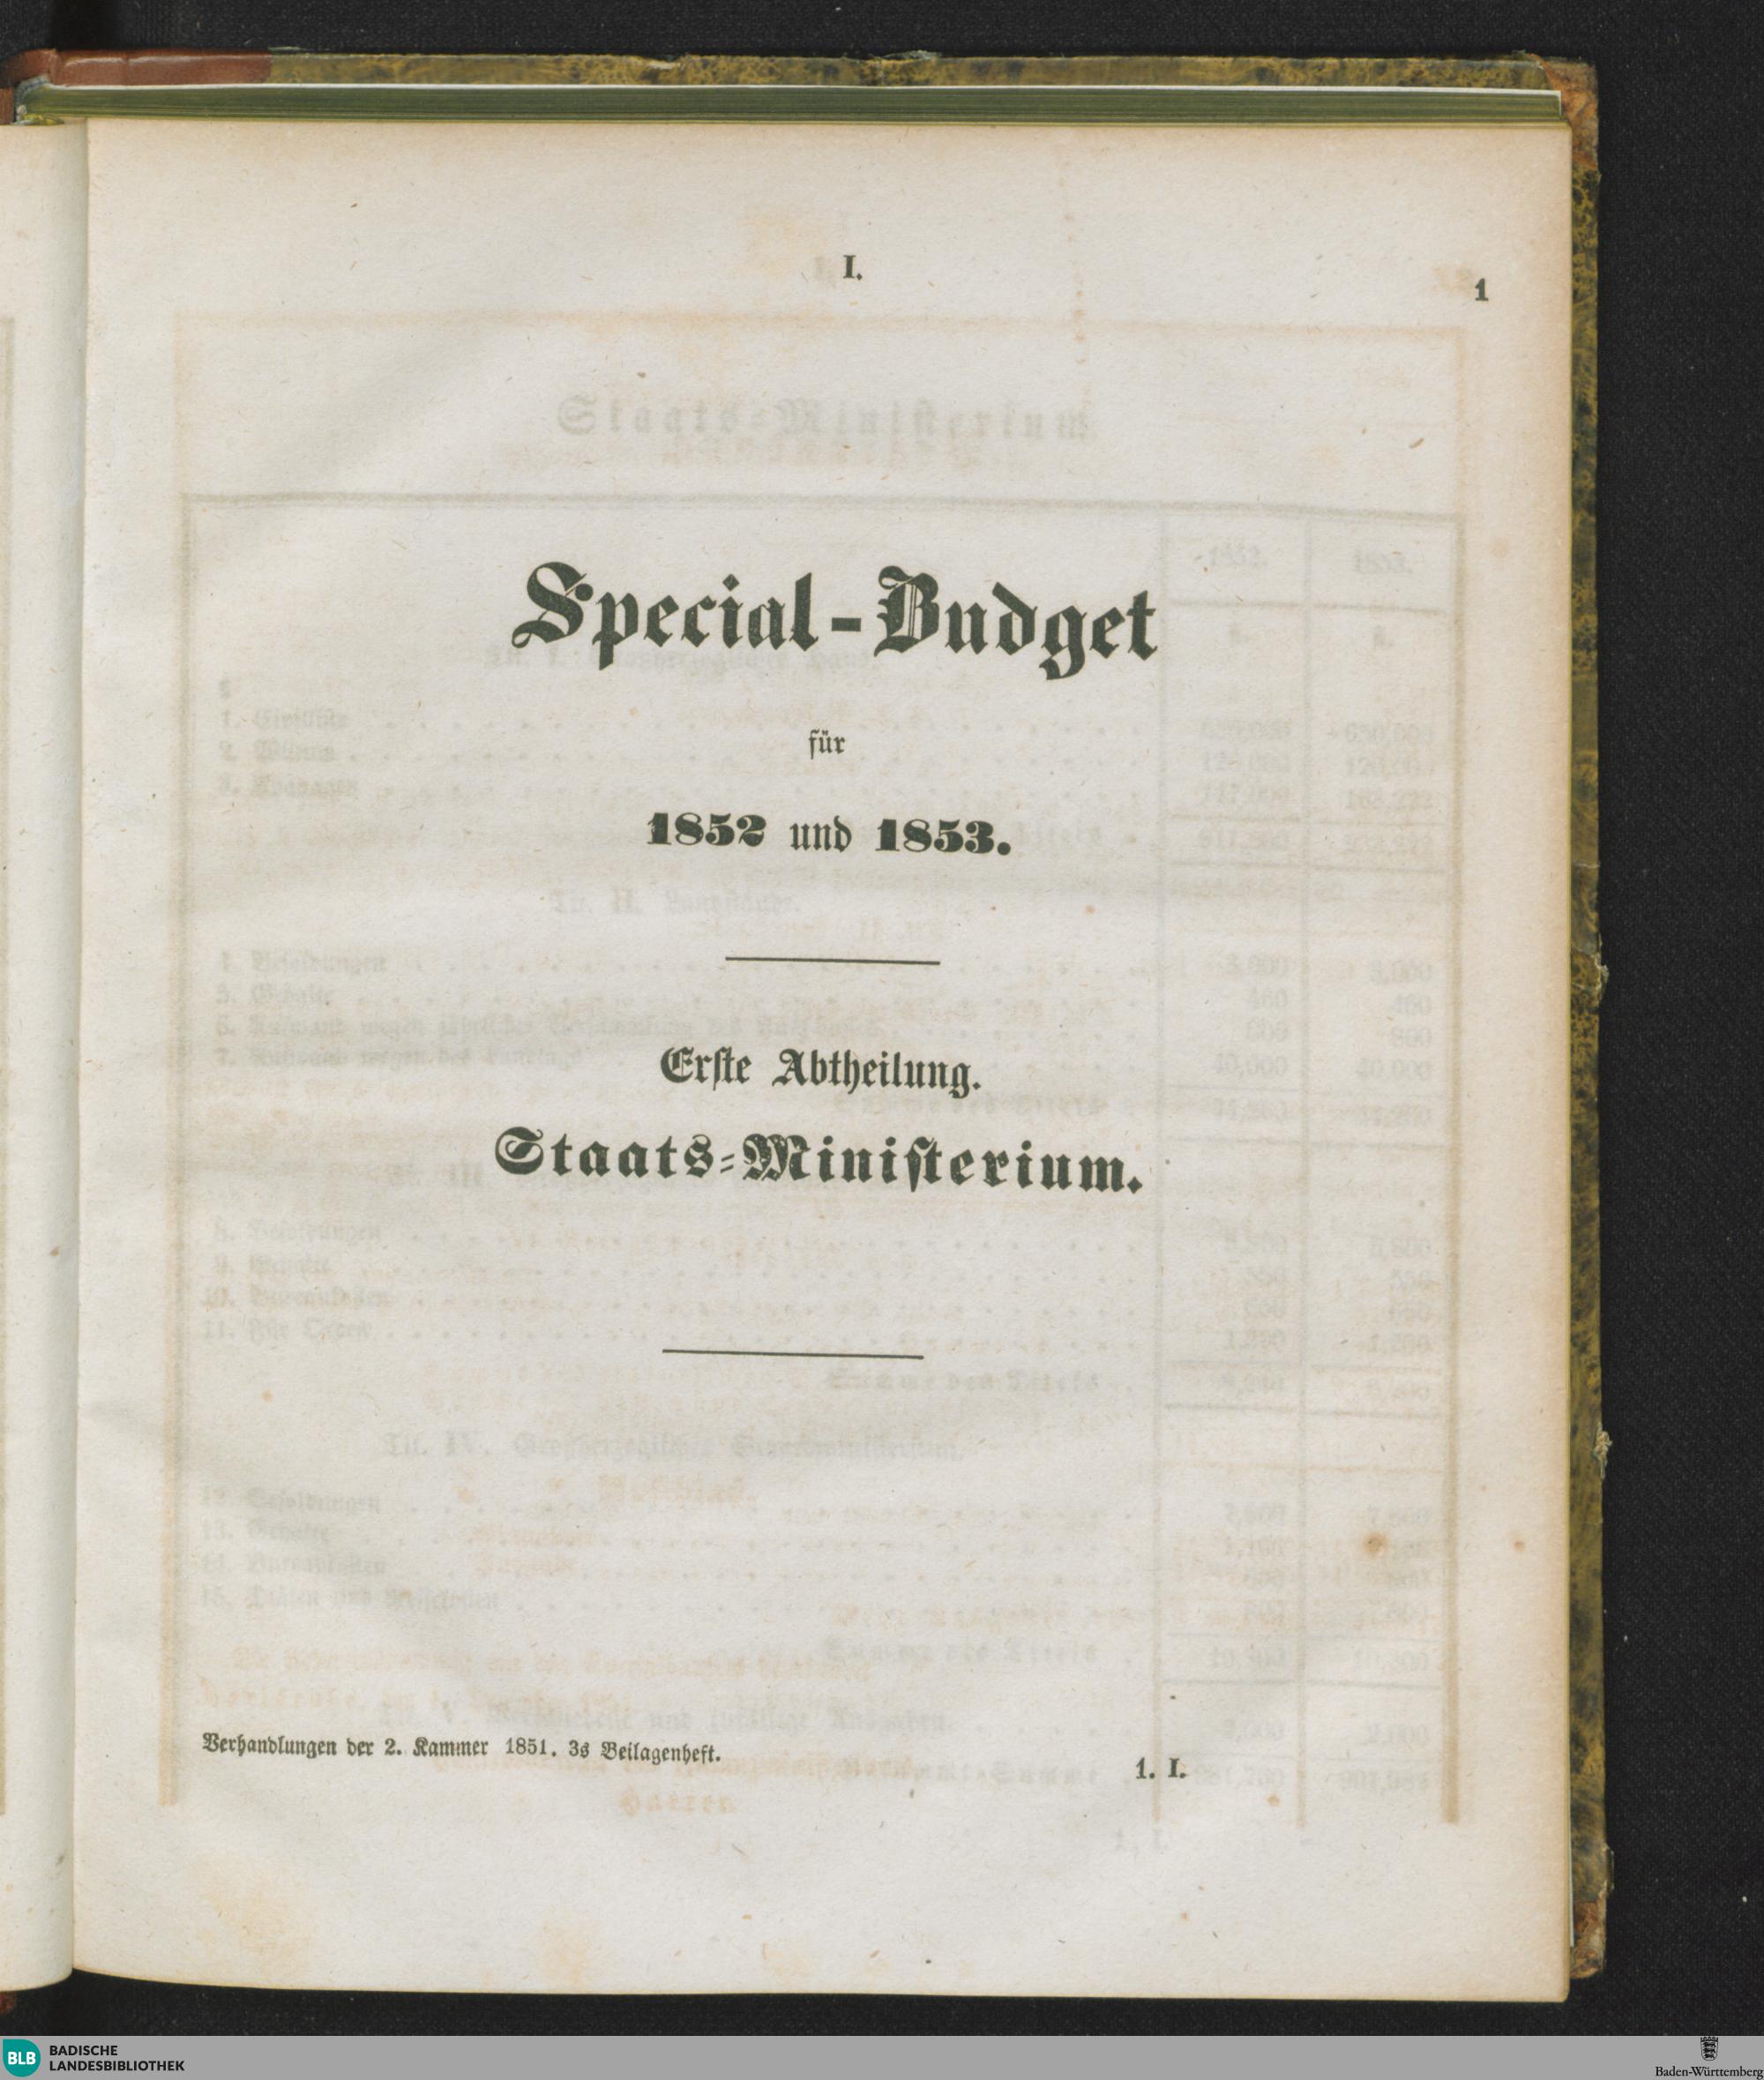 I.
1
Special-Budget
für
1852 und 1853.
Erste Abtheilung.
Staats-Ministerium.
Verhandlungen der 2. Kammer 1851. 3s Beilagenheft.
1. I.
BLB BADISCHE
LANDESBIBLIOTHEK
Baden-Württemberg